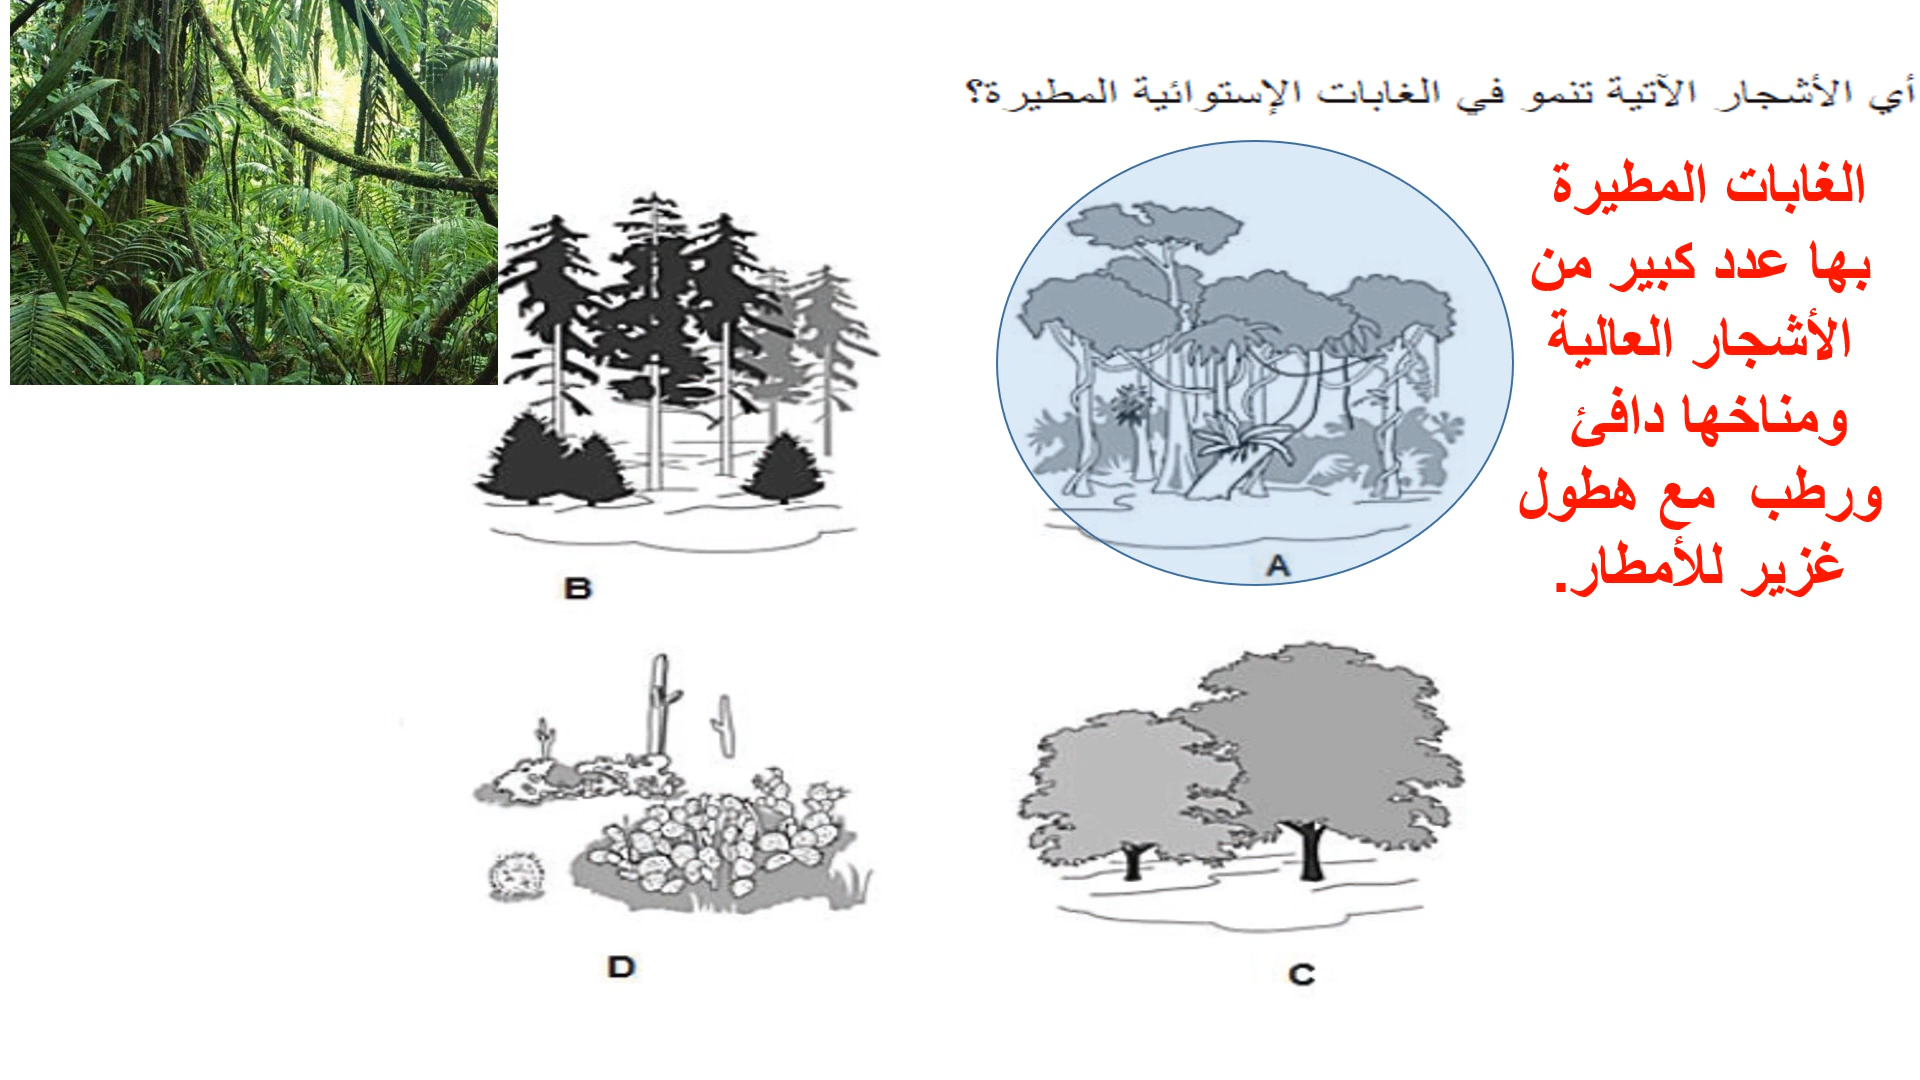 أي الأشجار الآتية تنمو في الغابات الإستوائية المطيرة؟
الغابات المطيرة
بها عدد كبير من
الأشجار العالية
ومناخها دافئ
ورطب مع هطول
غزير للأمطار.
A
B
C
D